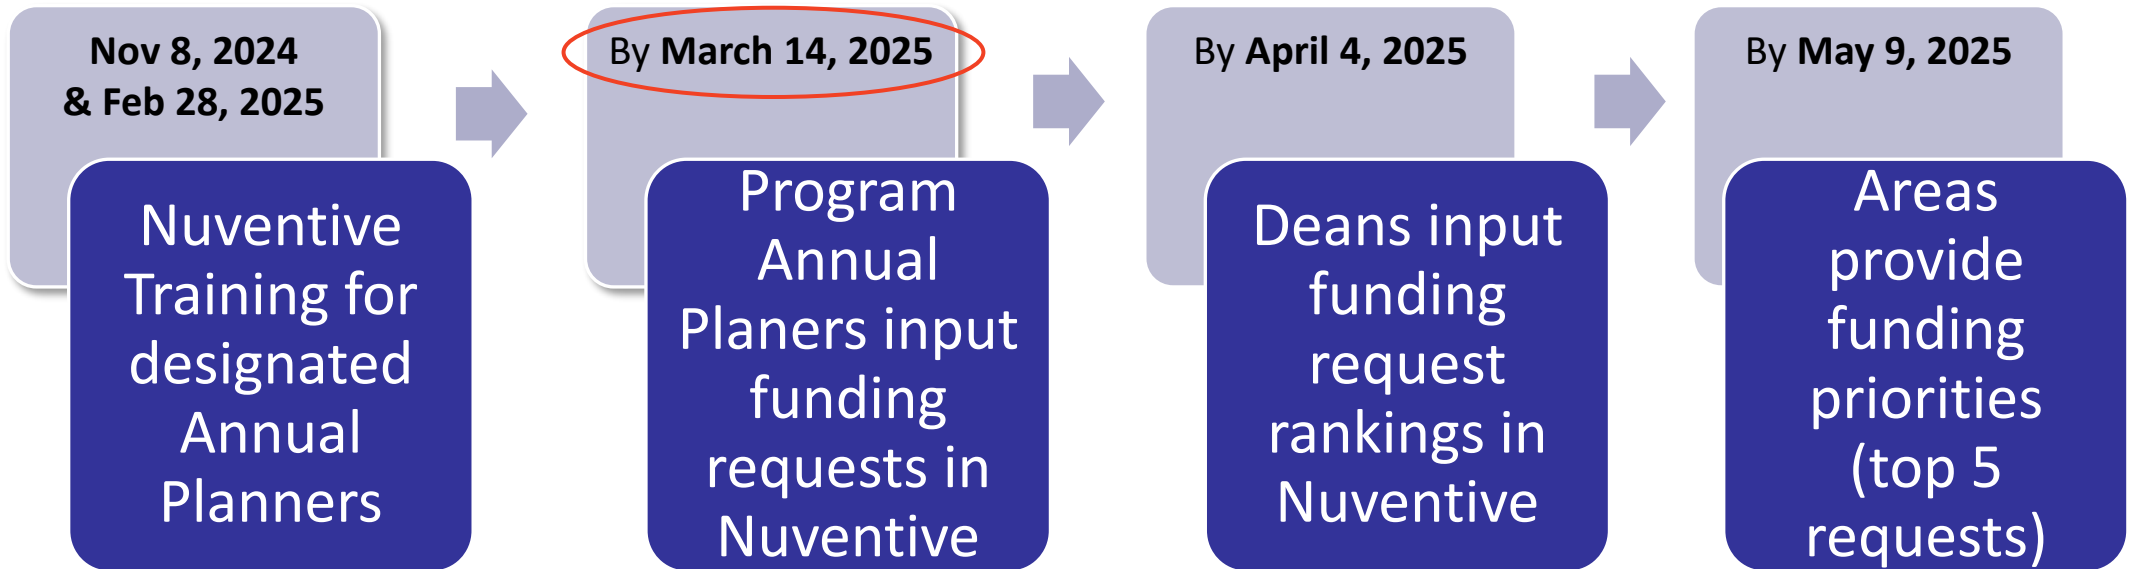 Nov 8, 2024
& Feb 28, 2025
Nuventive
Training for
designated
Annual
Planners
By March 14, 2025
Program
Annual
Planers input
funding
requests in
Nuventive
By April 4, 2025
Deans input
funding
request
rankings in
Nuventive
By May 9, 2025
Areas
provide
funding
priorities
(top 5
requests)